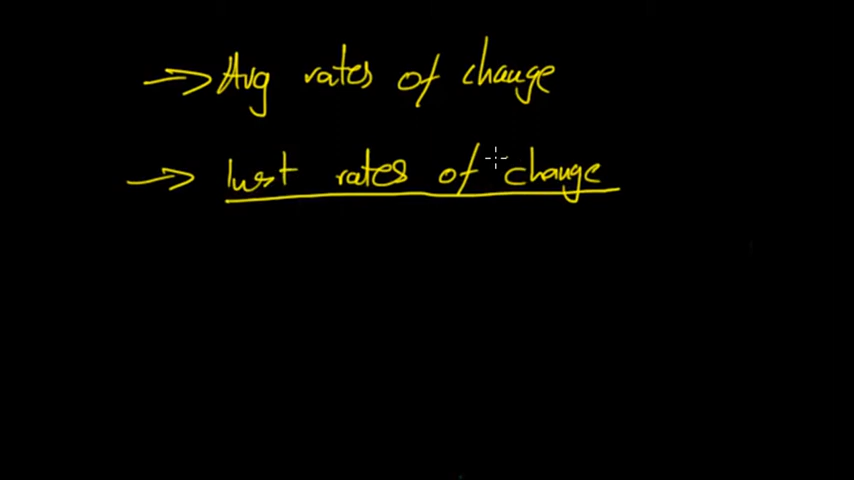 → Avg rates of change
→ Inst rates of change